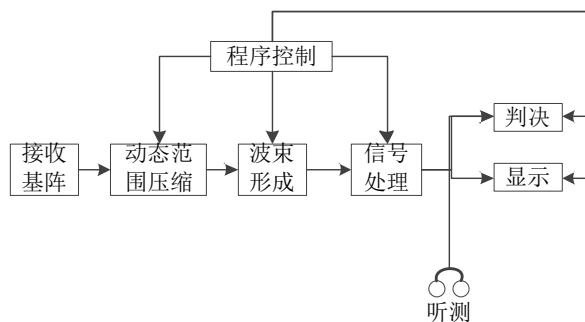 程序控制
判决
接收
基阵
动态范
围压缩
波束
形成
信号
处理
显示
听测